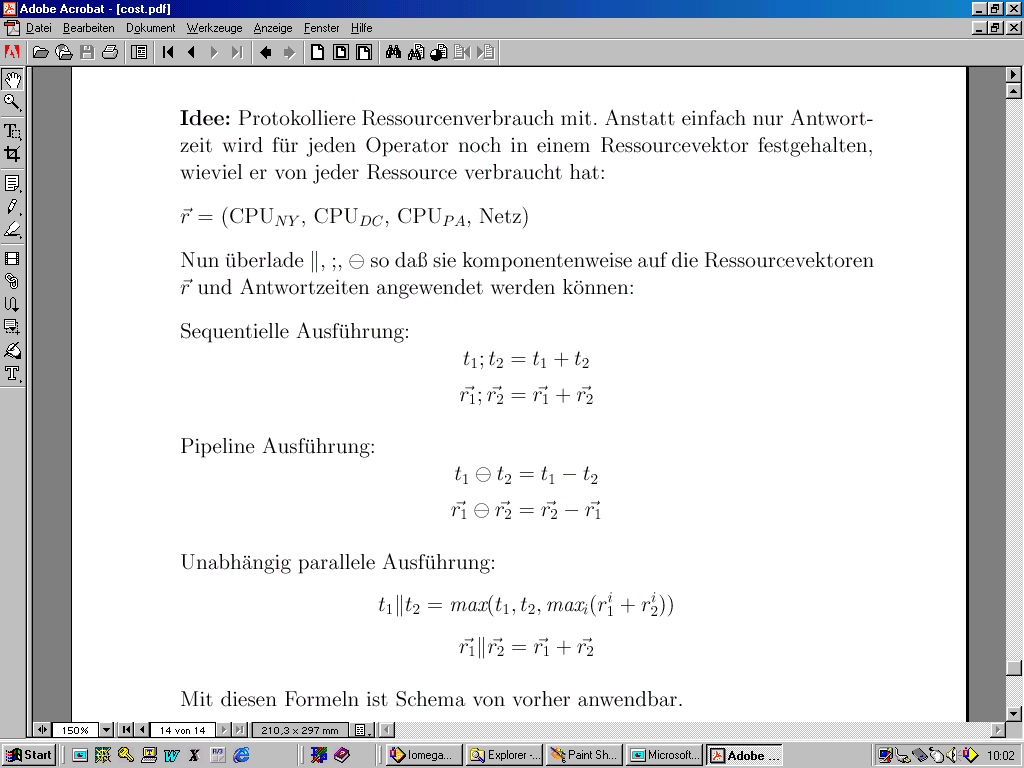 Adobe Acrobat - [cost.pdf]
Datei Bearbeiten Dokument Werkzeuge Anzeige Fenster Hilfe
Idee: Protokolliere Ressourcenverbrauch mit. Anstatt einfach nur Antwort-
zeit wird für jeden Operator noch in einem Ressourcevektor festgehalten,
wieviel er von jeder Ressource verbraucht hat:
r⃗ = (CPU_NY, CPU_DC, CPU_PA, Netz)
Nun überlade ∥, ;, ⊖ so daß sie komponentenweise auf die Ressourcevektoren
r⃗ und Antwortzeiten angewendet werden können:
Sequentielle Ausführung:
t₁; t₂ = t₁ + t₂
r⃗₁; r⃗₂ = r⃗₁ + r⃗₂
Pipeline Ausführung:
t₁ ⊖ t₂ = t₁ − t₂
r⃗₁ ⊖ r⃗₂ = r⃗₂ − r⃗₁
Unabhängig parallele Ausführung:
t₁∥t₂ = max(t₁, t₂, maxᵢ(r₁ⁱ + r₂ⁱ))
r⃗₁∥r⃗₂ = r⃗₁ + r⃗₂
Mit diesen Formeln ist Schema von vorher anwendbar.
150% 14 von 14 210,3 x 297 mm
Start Iomega... Explorer -... Paint Sh... Microsoft... Adobe ... 10:02